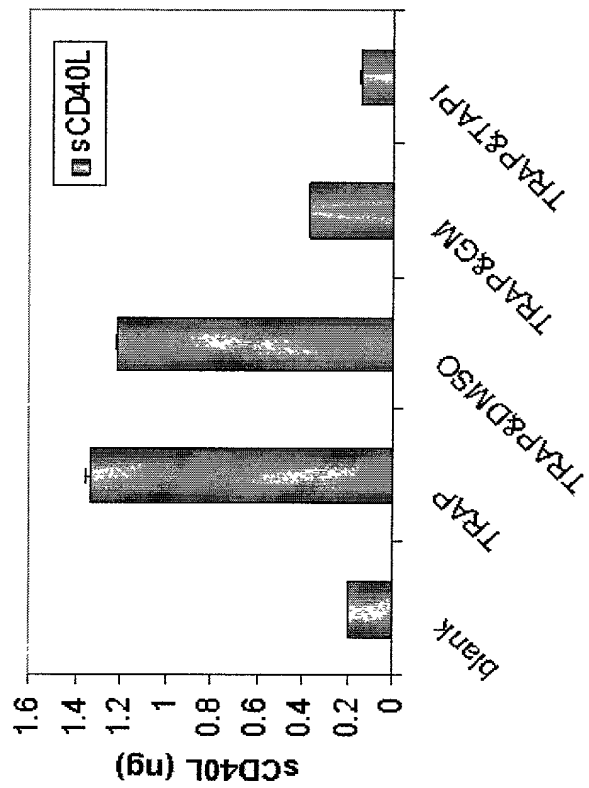 sCD40L
1.6
1.4
1.2
1
0.8
0.6
0.4
0.2
0
sCD40L (ng)
blank
TRAP
TRAP&DMSO
TRAP&GM
TRAP&TAPI